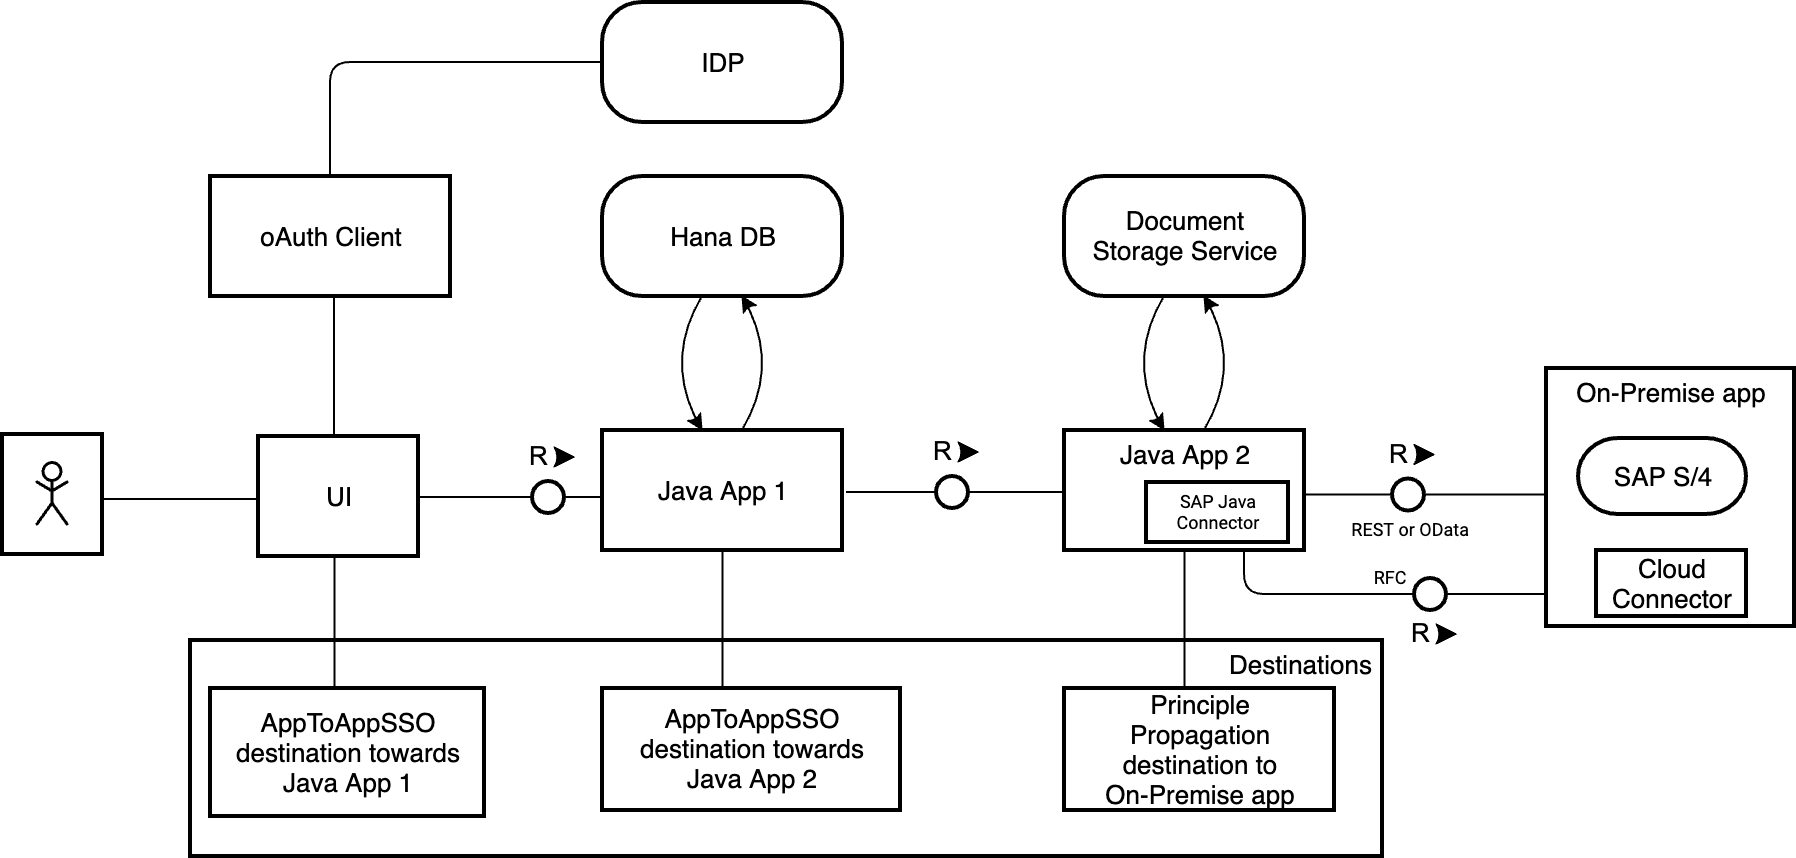 IDP
oAuth Client
Hana DB
Document
Storage Service
UI
R
Java App 1
R
Java App 2
SAP Java
Connector
R
REST or OData
RFC
R
On-Premise app
SAP S/4
Cloud
Connector
Destinations
AppToAppSSO
destination towards
Java App 1
AppToAppSSO
destination towards
Java App 2
Principle
Propagation
destination to
On-Premise app